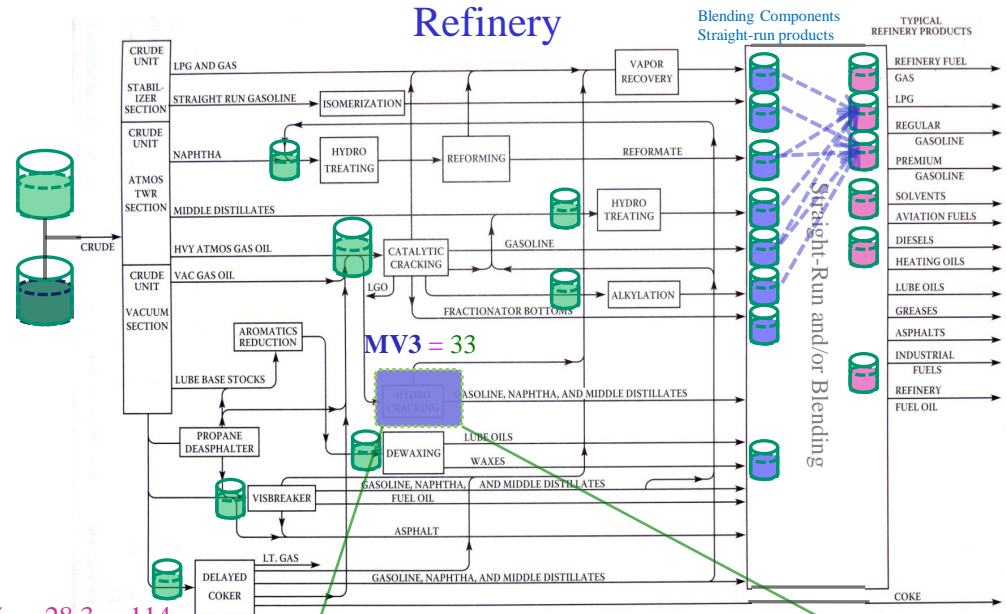 Refinery
Blending Components
Straight-run products
TYPICAL
REFINERY PRODUCTS
CRUDE
UNIT
STABIL-
IZER
SECTION
LPG AND GAS
STRAIGHT RUN GASOLINE
ISOMERIZATION
VAPOR
RECOVERY
REFINERY FUEL
GAS
LPG
REGULAR
GASOLINE
PREMIUM
GASOLINE
SOLVENTS
AVIATION FUELS
DIESELS
HEATING OILS
LUBE OILS
GREASES
ASPHALTS
INDUSTRIAL
FUELS
REFINERY
FUEL OIL
CRUDE
UNIT
ATMOS
TWR
SECTION
NAPHTHA
HYDRO
TREATING
REFORMING
REFORMATE
MIDDLE DISTILLATES
HYDRO
TREATING
HVY ATMOS GAS OIL
CATALYTIC
CRACKING
GASOLINE
CRUDE
CRUDE
UNIT
VACUUM
SECTION
VAC GAS OIL
LGO
ALKYLATION
FRACTIONATOR BOTTOMS
AROMATICS
REDUCTION
MV3 = 33
LUBE BASE STOCKS
HYDRO
CRACKING
GASOLINE, NAPHTHA, AND MIDDLE DISTILLATES
PROPANE
DEASPHALTER
DEWAXING
LUBE OILS
WAXES
VISBREAKER
GASOLINE, NAPHTHA, AND MIDDLE DISTILLATES
FUEL OIL
ASPHALT
LT. GAS
DELAYED
COKER
GASOLINE, NAPHTHA, AND MIDDLE DISTILLATES
COKE
Straight-Run and/or Blending